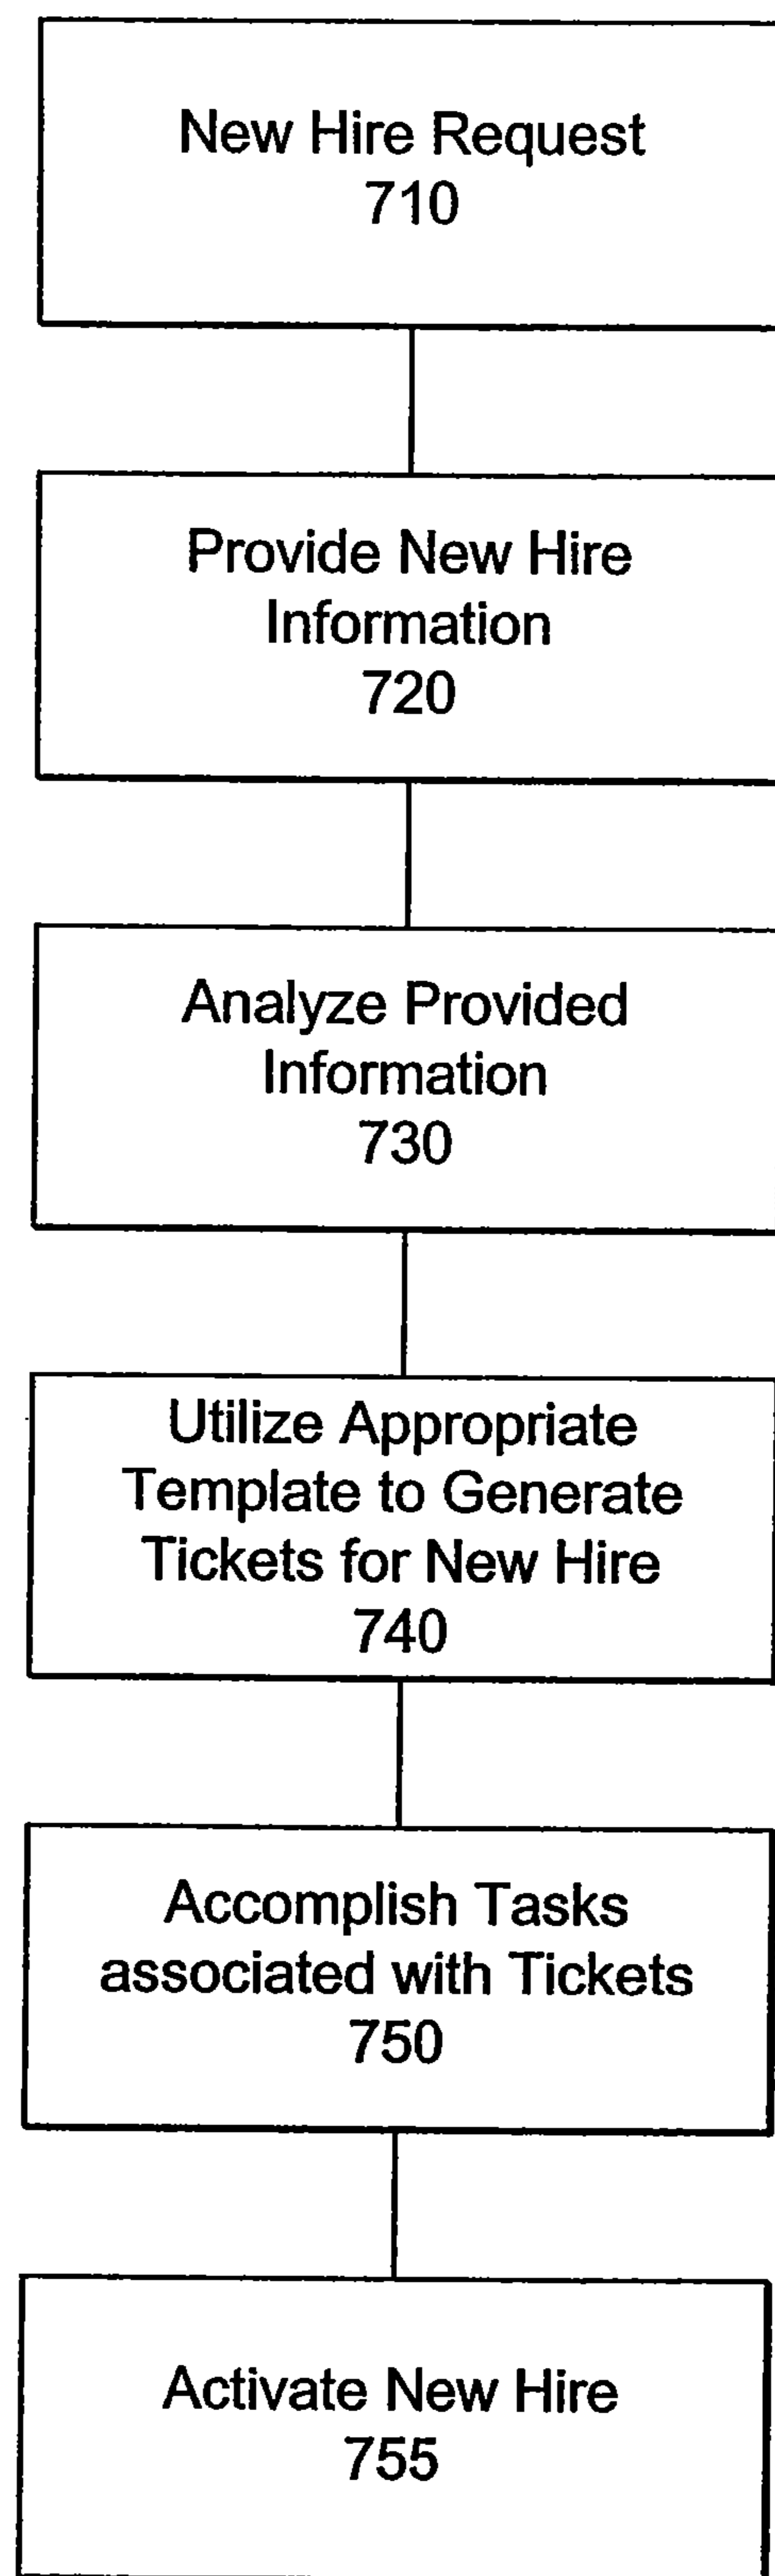 New Hire Request
710
Provide New Hire
Information
720
Analyze Provided
Information
730
Utilize Appropriate
Template to Generate
Tickets for New Hire
740
Accomplish Tasks
associated with Tickets
750
Activate New Hire
755